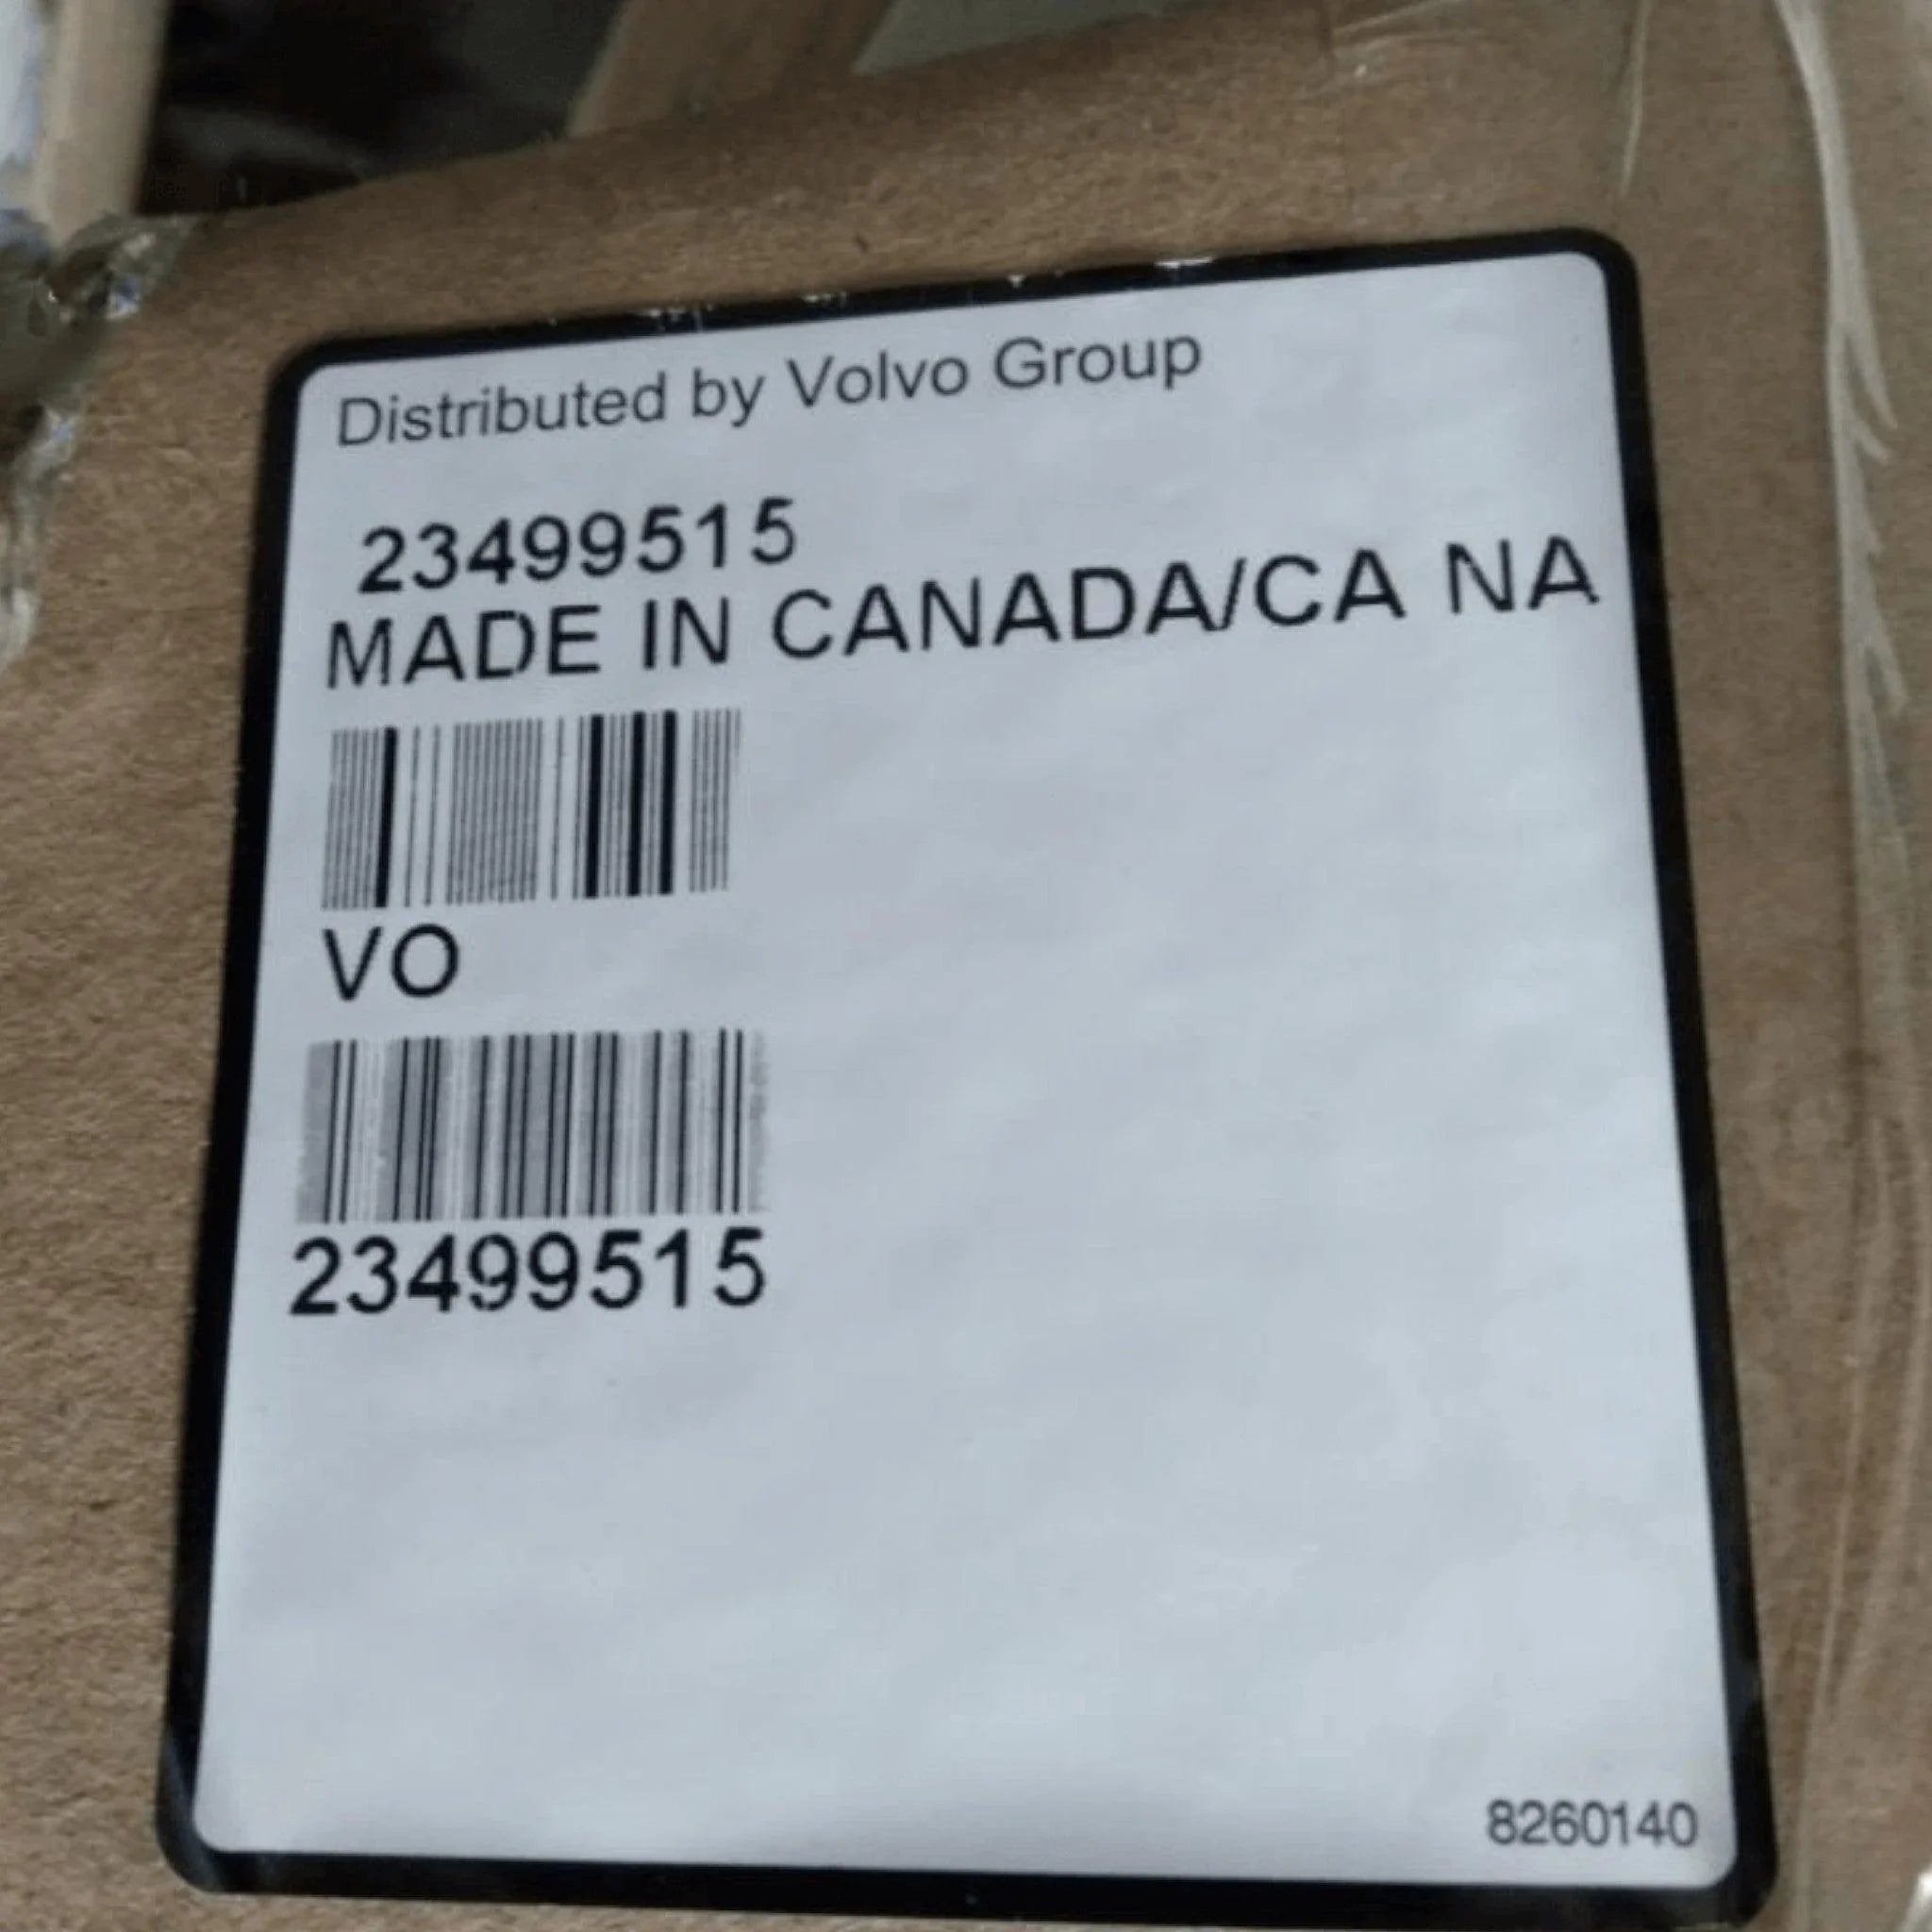 Distributed by Volvo Group
23499515
MADE IN CANADA/CA NA
VO
23499515
8260140